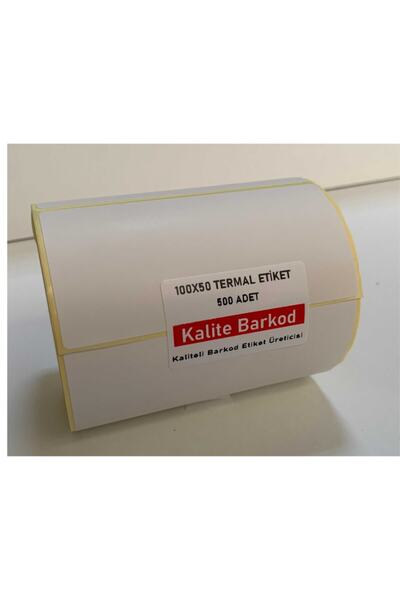 100X50 TERMAL ETİKET
500 ADET
Kalite Barkod
Kaliteli Barkod Etiket Üreticisi